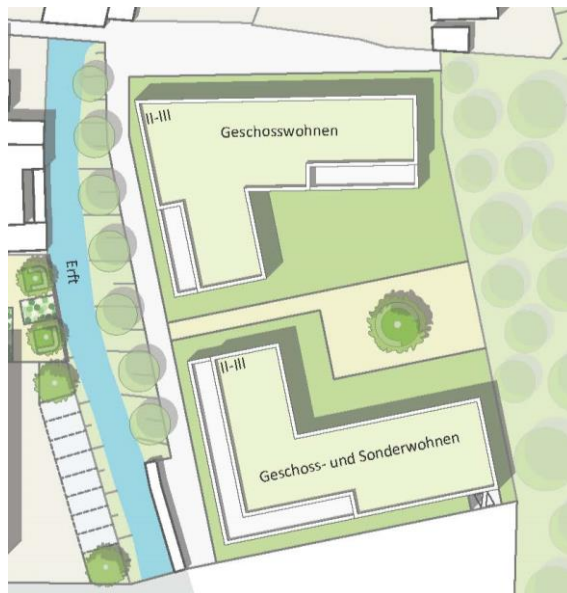 II-III
Geschosswohnen
Erft
II-III
Geschoss- und Sonderwohnen